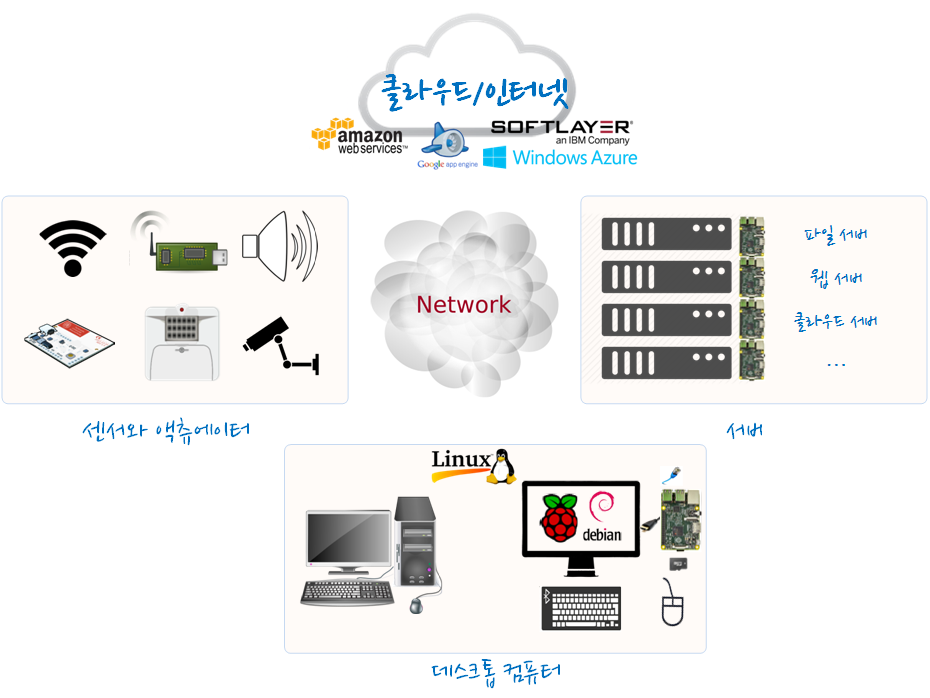 클라우드/인터넷
amazon
webservices™
Google app engine
SOFTLAYER®
an IBM Company
Windows Azure
Network
파일 서버
웹 서버
클라우드 서버
...
센서와 액츄에이터
서버
Linux
debian
데스크톱 컴퓨터